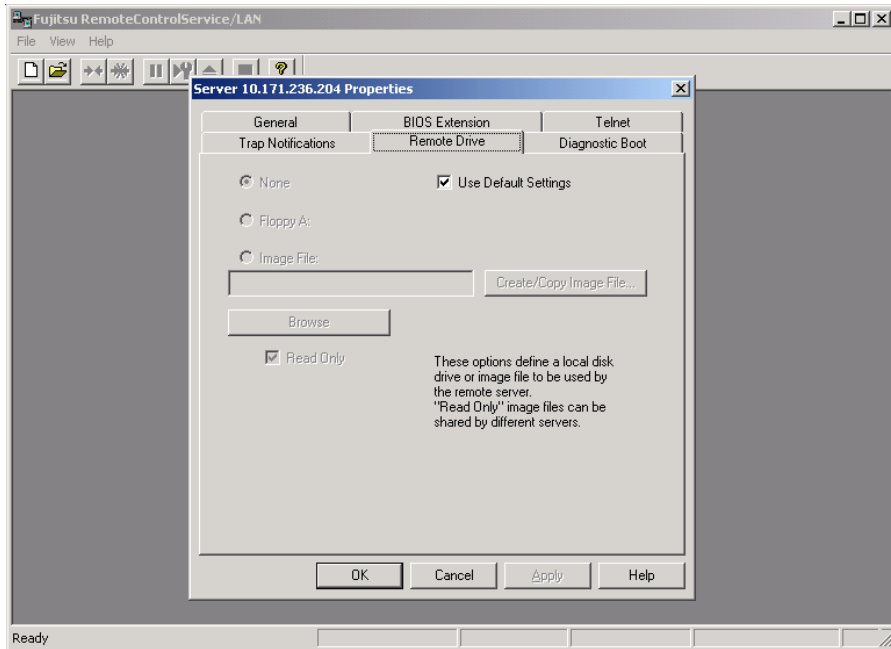 Fujitsu RemoteControlService/LAN
File View Help
Server 10.171.236.204 Properties
General BIOS Extension Telnet
Trap Notifications Remote Drive Diagnostic Boot
None Use Default Settings
Floppy A:
Image File:
Create/Copy Image File...
Browse
Read Only
These options define a local disk
drive or image file to be used by
the remote server.
"Read Only" image files can be
shared by different servers.
OK Cancel Apply Help
Ready